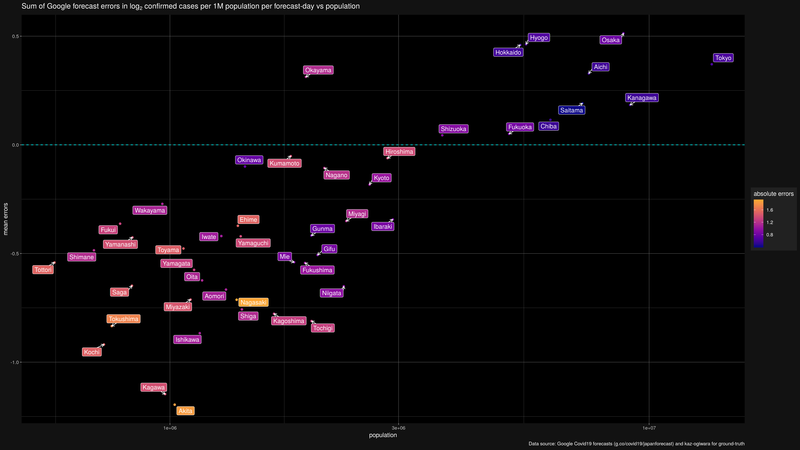 Sum of Google forecast errors in log2 confirmed cases per 1M population per forecast-day vs population
0.5
Hyogo
Osaka
Hokkaido
Tokyo
Okayama
Aichi
Kanagawa
Saitama
Shizuoka
Fukuoka
Chiba
0.0
Hiroshima
Okinawa
Kumamoto
Nagano
Kyoto
absolute errors
1.6
1.2
0.8
mean errors
Wakayama
Miyagi
Ehime
Ibaraki
Fukui
Gunma
Iwate
Yamanashi
Yamaguchi
Toyama
Gifu
-0.5
Shimane
Mie
Yamagata
Tottori
Fukushima
Oita
Saga
Niigata
Aomori
Nagasaki
Miyazaki
Shiga
Tokushima
Kagoshima
Tochigi
Ishikawa
Kochi
-1.0
Kagawa
Akita
1e+06
3e+06
1e+07
population
Data source: Google Covid19 forecasts (g.co/covid19/japanforecast) and kaz-ogiwara for ground-truth